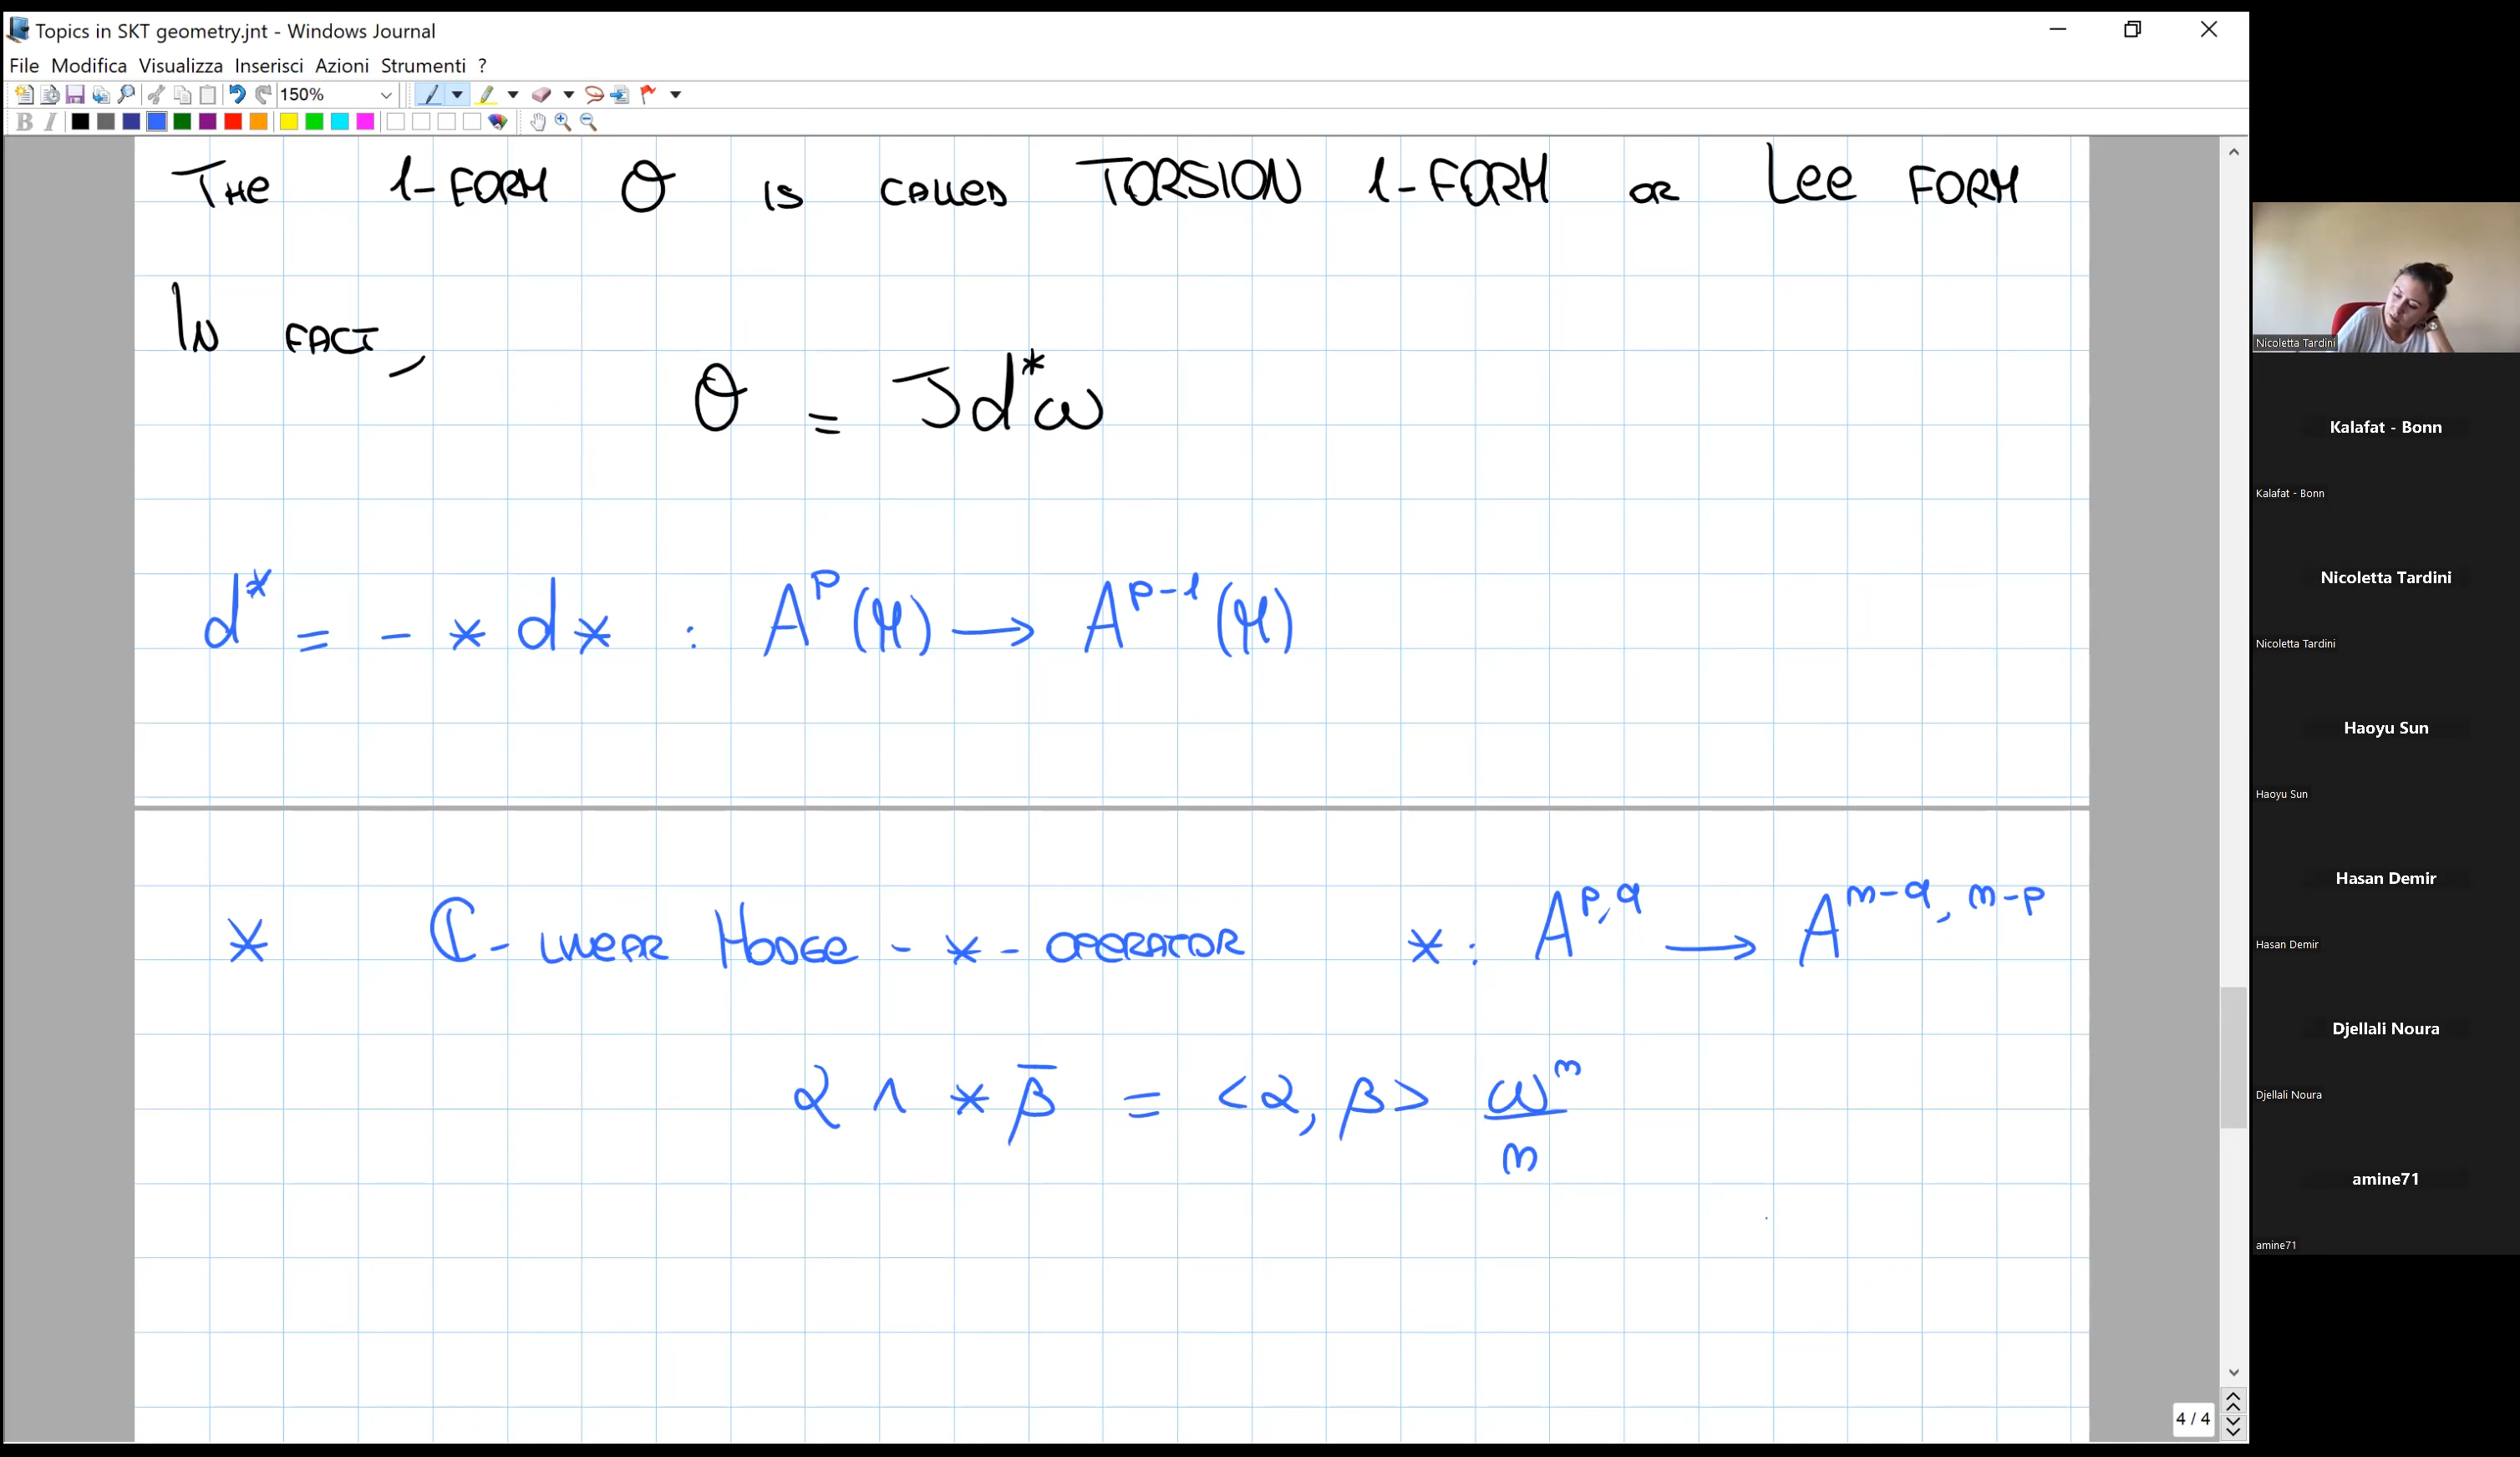 Topics in SKT geometry.jnt - Windows Journal
File Modifica Visualizza Inserisci Azioni Strumenti ?
150%
B I
THE 1-FORM θ IS CALLED TORSION 1-FORM OR LEE FORM
IN FACT,
θ = Jd*ω
d* = - * d * : A^p (M) ⟶ A^{p-1} (M)
* ℂ- LINEAR HODGE - * - OPERATOR * : A^{p,q} ⟶ A^{n-q, n-p}
α ∧ * β̄ = <α, β> ω^n / n
4 / 4
Nicoletta Tardini
Kalafat - Bonn
Kalafat - Bonn
Nicoletta Tardini
Nicoletta Tardini
Haoyu Sun
Haoyu Sun
Hasan Demir
Hasan Demir
Djellali Noura
Djellali Noura
amine71
amine71